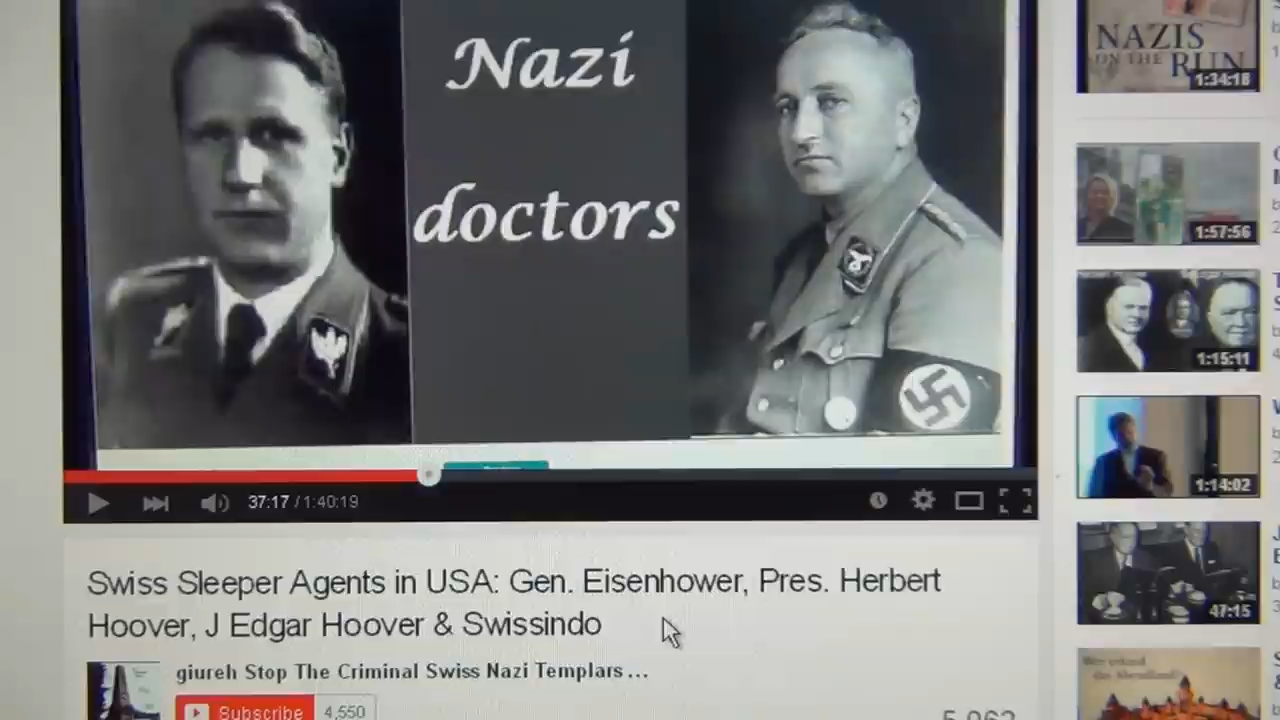 Nazi
doctors
37:17 / 1:40:19
Swiss Sleeper Agents in USA: Gen. Eisenhower, Pres. Herbert
Hoover, J Edgar Hoover & Swissindo
giureh Stop The Criminal Swiss Nazi Templars...
Subscribe 4,550
NAZIS
ON THE RUN
1:34:18
1:57:56
1:15:11
1:14:02
47:15